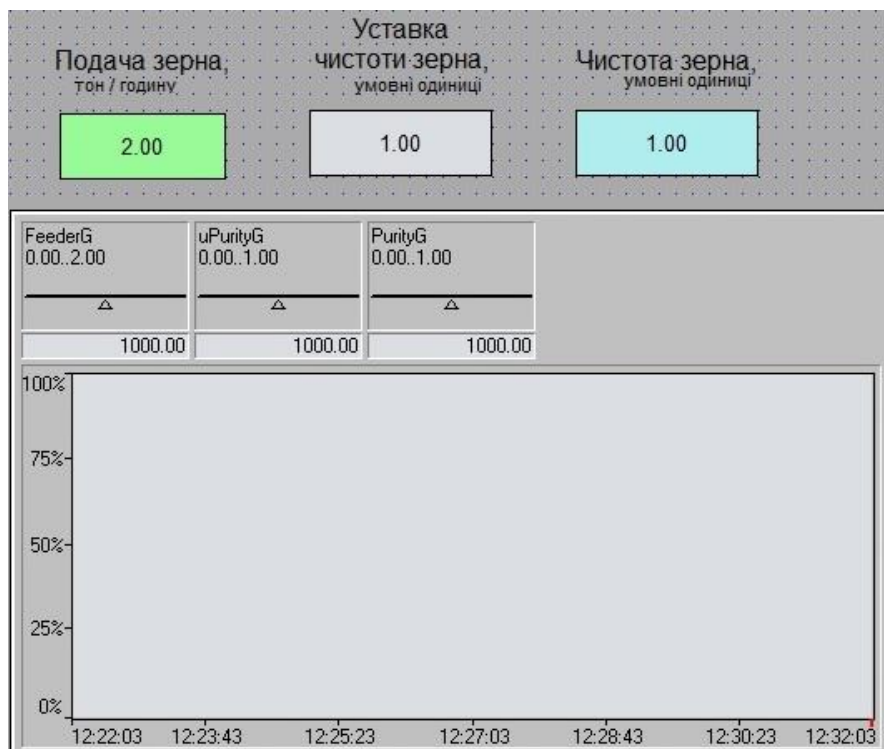 Подача зерна,
тон / годину
2.00
Уставка
чистоти зерна,
умовні одиниці
1.00
Чистота зерна,
умовні одиниці
1.00
FeederG
0.00..2.00
1000.00
uPurityG
0.00..1.00
1000.00
PurityG
0.00..1.00
1000.00
100%
75%
50%
25%
0%
12:22:03 12:23:43 12:25:23 12:27:03 12:28:43 12:30:23 12:32:03